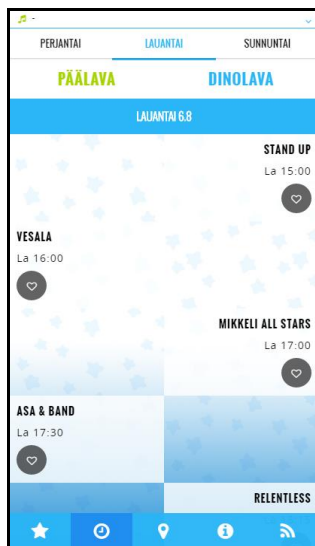 -
PERJANTAI LAUANTAI SUNNUNTAI
PÄÄLAVA DINOLAVA
LAUANTAI 6.8
STAND UP
La 15:00
VESALA
La 16:00
MIKKELI ALL STARS
La 17:00
ASA & BAND
La 17:30
RELENTLESS